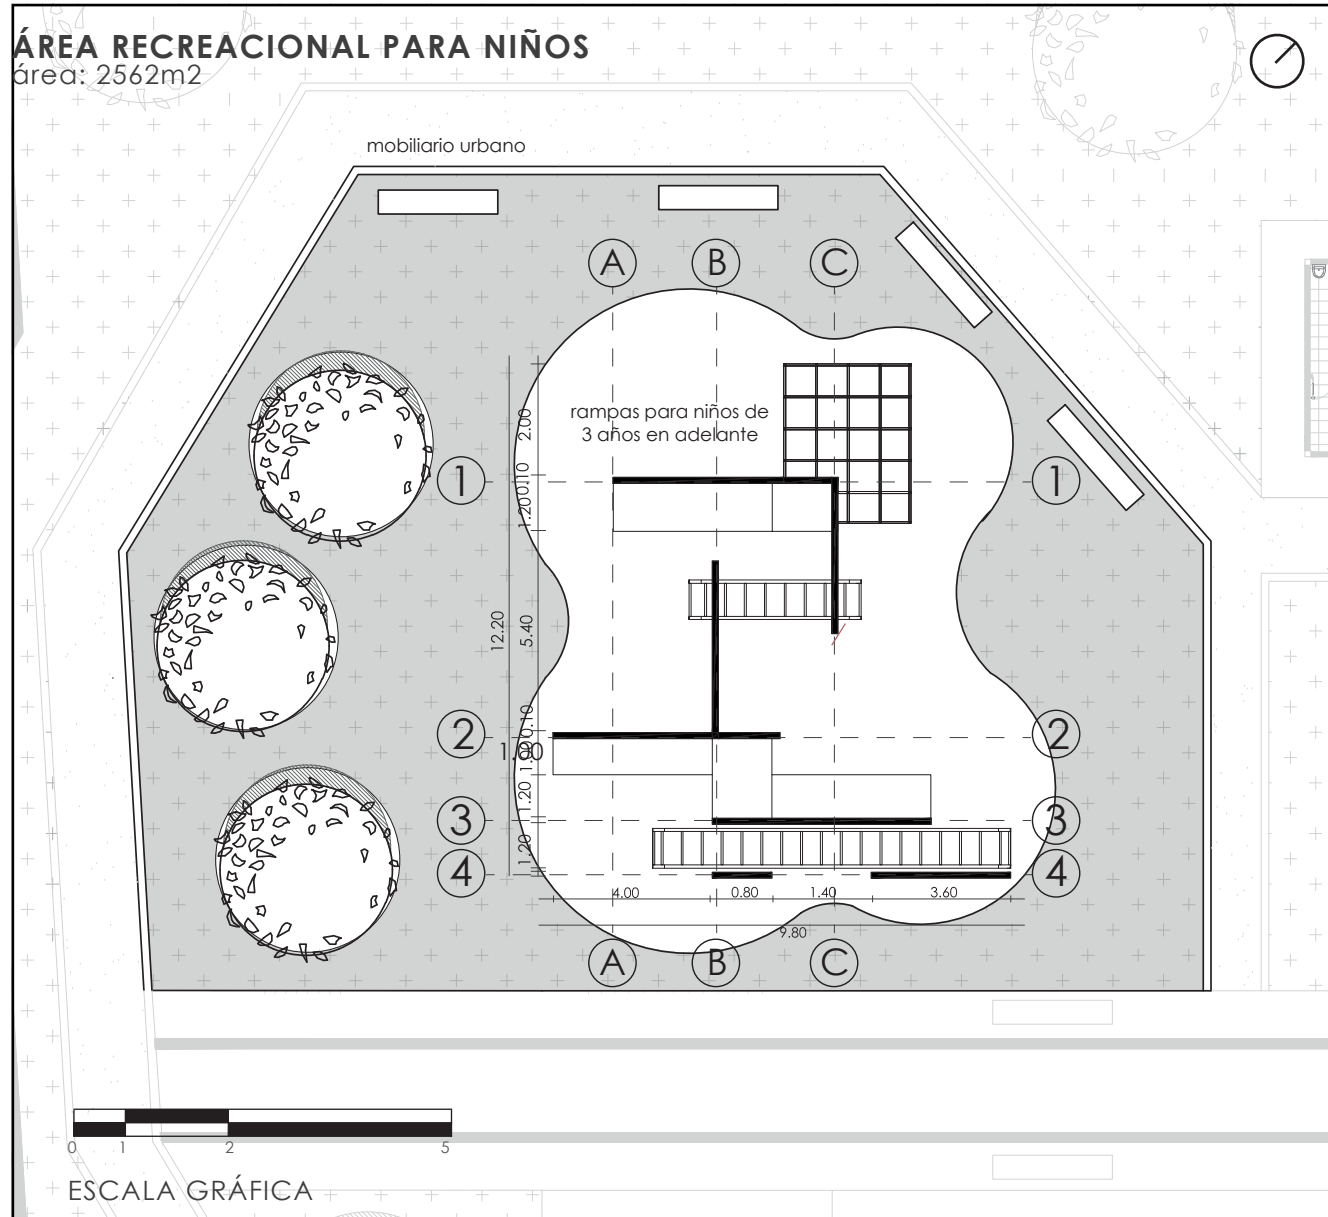 ÁREA RECREACIONAL PARA NIÑOS
área: 2562m2
mobiliario urbano
A B C
rampas para niños de
3 años en adelante
2.00
0.10
1.20
1 1
12.20
5.40
0.10
2 2
1.00
1.00
1.20
3 3
1.20
4 4
4.00 0.80 1.40 3.60
9.80
A B C
0 1 2 5
ESCALA GRÁFICA